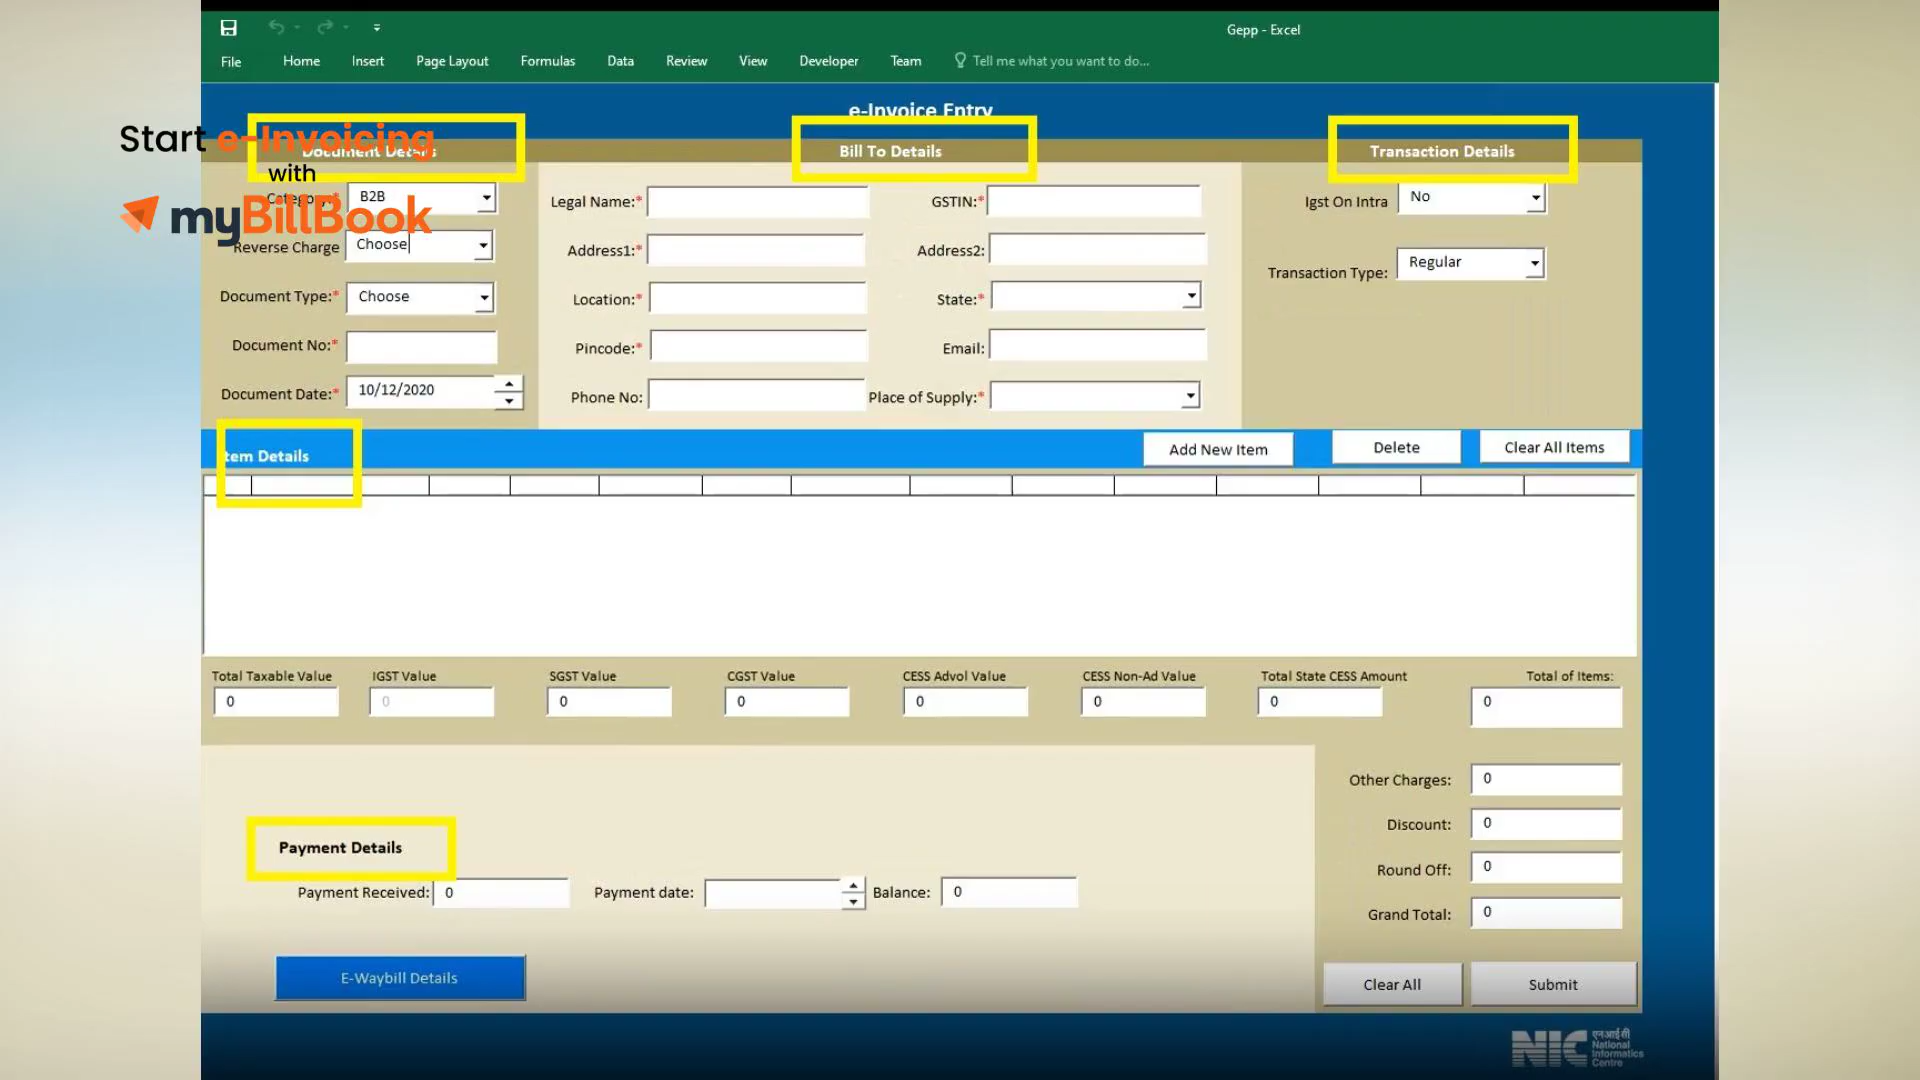 Gepp - Excel
File Home Insert Page Layout Formulas Data Review View Developer Team Tell me what you want to do...
e-Invoice Entry
Start e-Invoicing
with
myBillBook
Document Details
Category:* B2B
Reverse Charge Choose
Document Type:* Choose
Document No:*
Document Date:* 10/12/2020
Bill To Details
Legal Name:* GSTIN:*
Address1:* Address2:
Location:* State:*
Pincode:* Email:
Phone No: Place of Supply:*
Transaction Details
Igst On Intra No
Transaction Type: Regular
Item Details Add New Item Delete Clear All Items
Total Taxable Value IGST Value SGST Value CGST Value CESS Advol Value CESS Non-Ad Value Total State CESS Amount Total of Items:
0 0 0 0 0 0 0 0
Other Charges: 0
Discount: 0
Round Off: 0
Grand Total: 0
Payment Details
Payment Received: 0 Payment date: Balance: 0
E-Waybill Details
Clear All Submit
NIC
एन आई सी
National
Informatics
Centre